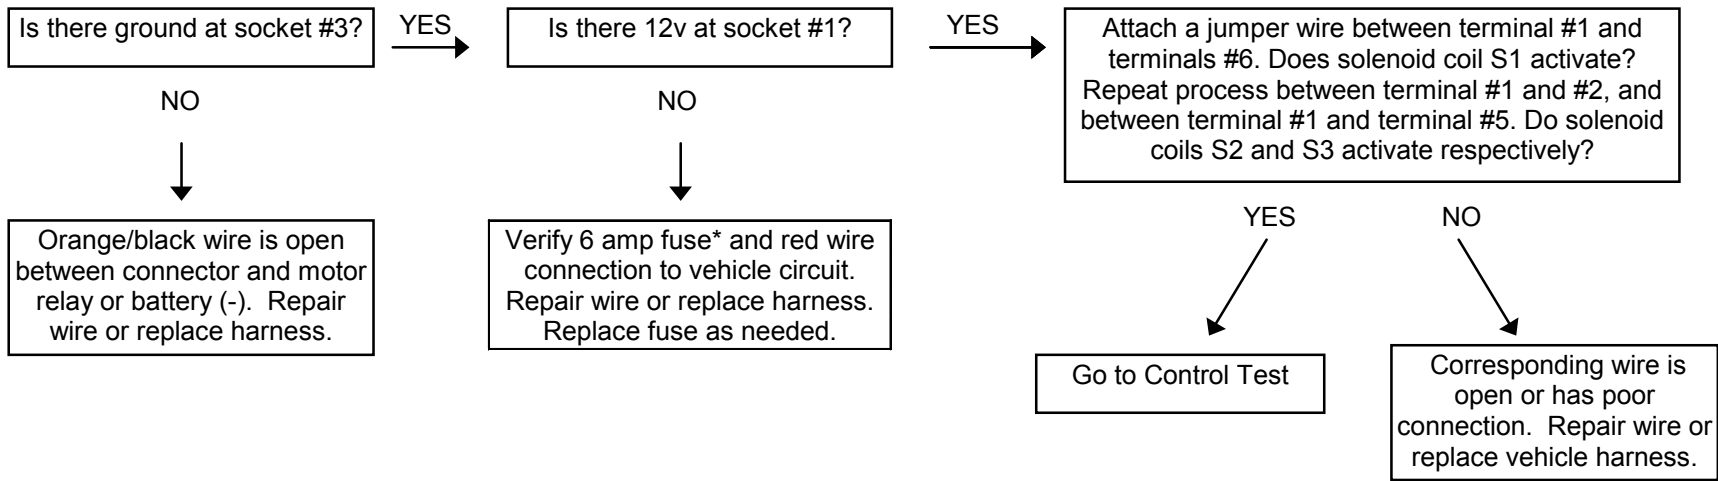 Is there ground at socket #3?
YES
Is there 12v at socket #1?
YES
Attach a jumper wire between terminal #1 and
terminals #6. Does solenoid coil S1 activate?
Repeat process between terminal #1 and #2, and
between terminal #1 and terminal #5. Do solenoid
coils S2 and S3 activate respectively?
NO
NO
YES
NO
Orange/black wire is open
between connector and motor
relay or battery (-).  Repair
wire or replace harness.
Verify 6 amp fuse* and red wire
connection to vehicle circuit.
Repair wire or replace harness.
Replace fuse as needed.
Go to Control Test
Corresponding wire is
open or has poor
connection.  Repair wire or
replace vehicle harness.